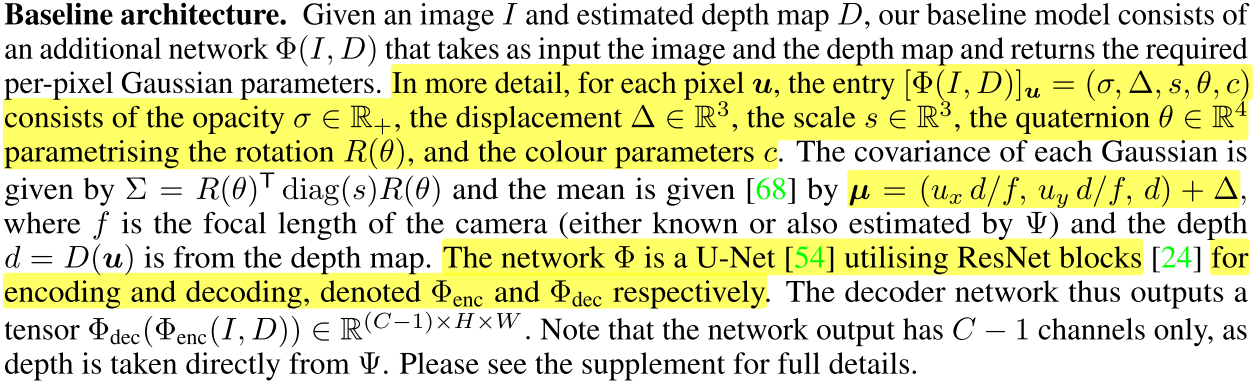 Baseline architecture. Given an image I and estimated depth map D, our baseline model consists of
an additional network Φ(I, D) that takes as input the image and the depth map and returns the required
per-pixel Gaussian parameters. In more detail, for each pixel u, the entry [Φ(I, D)]u = (σ, Δ, s, θ, c)
consists of the opacity σ ∈ ℝ+, the displacement Δ ∈ ℝ³, the scale s ∈ ℝ³, the quaternion θ ∈ ℝ⁴
parametrising the rotation R(θ), and the colour parameters c. The covariance of each Gaussian is
given by Σ = R(θ)ᵀ diag(s)R(θ) and the mean is given [68] by μ = (uₓ d/f, u_y d/f, d) + Δ,
where f is the focal length of the camera (either known or also estimated by Ψ) and the depth
d = D(u) is from the depth map. The network Φ is a U-Net [54] utilising ResNet blocks [24] for
encoding and decoding, denoted Φenc and Φdec respectively. The decoder network thus outputs a
tensor Φdec(Φenc(I, D)) ∈ ℝ^(C−1)×H×W. Note that the network output has C − 1 channels only, as
depth is taken directly from Ψ. Please see the supplement for full details.